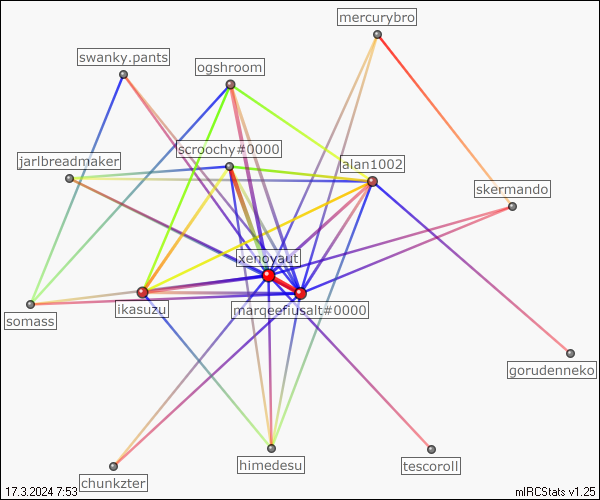 mercurybro
swanky.pants
ogshroom
scroochy#0000
jarlbreadmaker
alan1002
skermando
xenoyaut
ikasuzu
marqeefiusalt#0000
somass
gorudenneko
himedesu
tescoroll
chunkzter
17.3.2024 7:53
mIRCStats v1.25